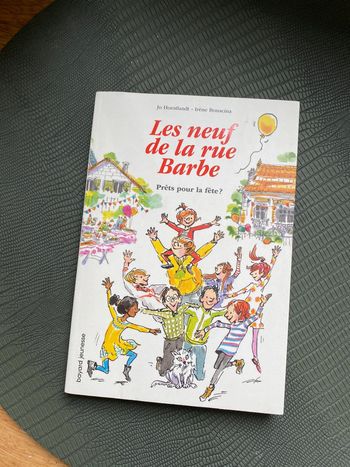 Jo Hoestlandt - Irène Bonacina
Les neuf
de la rue
Barbe
Prêts pour la fête ?
bayard jeunesse